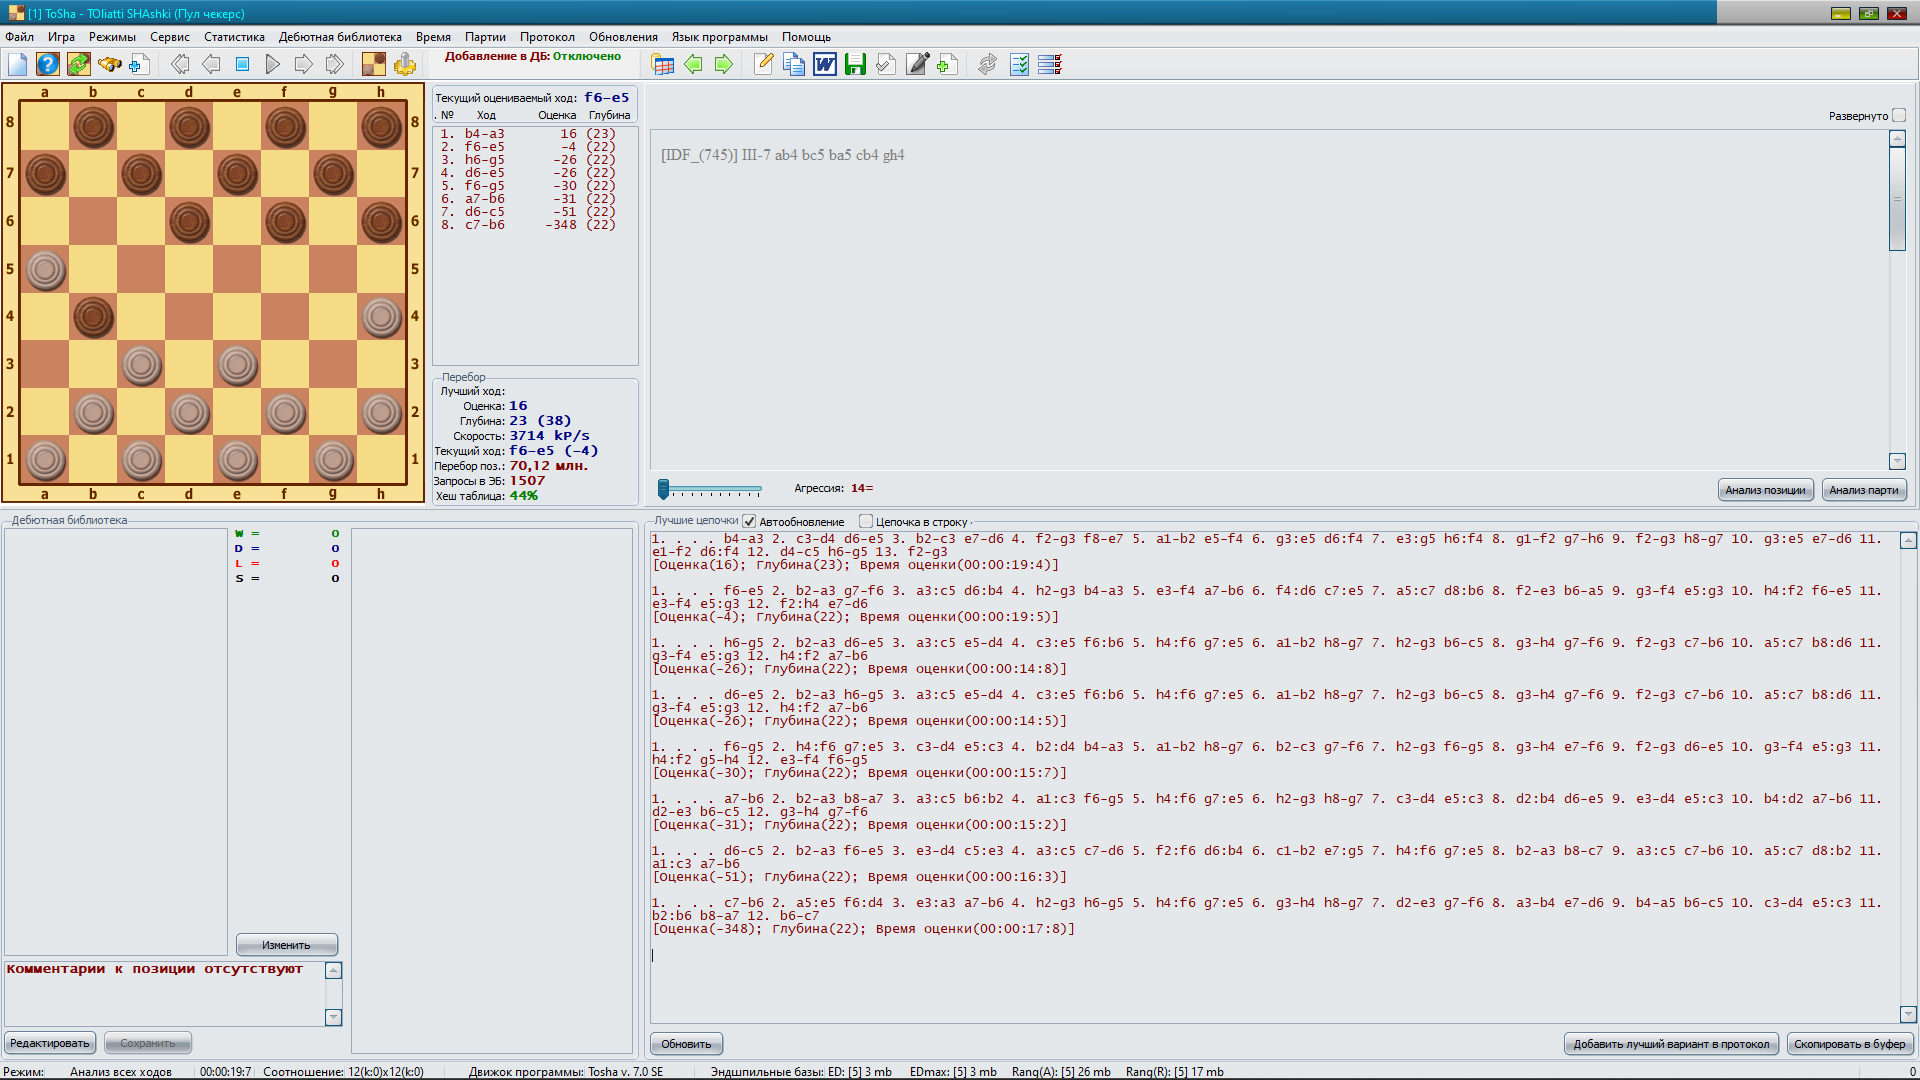 [1] ToSha - TOliatti SHAshki (Пул чекерс)
Файл Игра Режимы Сервис Статистика Дебютная библиотека Время Партии Протокол Обновления Язык программы Помощь
Добавление в ДБ: Отключено
a b c d e f g h
8 8
7 7
6 6
5 5
4 4
3 3
2 2
1 1
a b c d e f g h
Текущий оцениваемый ход: f6-e5
. № Ход Оценка Глубина
1. b4-a3 16 (23)
2. f6-e5 -4 (22)
3. h6-g5 -26 (22)
4. d6-e5 -26 (22)
5. f6-g5 -30 (22)
6. a7-b6 -31 (22)
7. d6-c5 -51 (22)
8. c7-b6 -348 (22)
Перебор
Лучший ход:
Оценка: 16
Глубина: 23 (38)
Скорость: 3714 kP/s
Текущий ход: f6-e5 (-4)
Перебор поз.: 70,12 млн.
Запросы в ЭБ: 1507
Хеш таблица: 44%
Развернуто
[IDF_(745)] III-7 ab4 bc5 ba5 cb4 gh4
Агрессия: 14=
Анализ позиции
Анализ парти
Дебютная библиотека
W = 0
D = 0
L = 0
S = 0
Изменить
Комментарии к позиции отсутствуют
Редактировать
Сохранить
Лучшие цепочки Автообновление Цепочка в строку
1. . . . b4-a3 2. c3-d4 d6-e5 3. b2-c3 e7-d6 4. f2-g3 f8-e7 5. a1-b2 e5-f4 6. g3:e5 d6:f4 7. e3:g5 h6:f4 8. g1-f2 g7-h6 9. f2-g3 h8-g7 10. g3:e5 e7-d6 11.
e1-f2 d6:f4 12. d4-c5 h6-g5 13. f2-g3
[Оценка(16); Глубина(23); Время оценки(00:00:19:4)]
1. . . . f6-e5 2. b2-a3 g7-f6 3. a3:c5 d6:b4 4. h2-g3 b4-a3 5. e3-f4 a7-b6 6. f4:d6 c7:e5 7. a5:c7 d8:b6 8. f2-e3 b6-a5 9. g3-f4 e5:g3 10. h4:f2 f6-e5 11.
e3-f4 e5:g3 12. f2:h4 e7-d6
[Оценка(-4); Глубина(22); Время оценки(00:00:19:5)]
1. . . . h6-g5 2. b2-a3 d6-e5 3. a3:c5 e5-d4 4. c3:e5 f6:b6 5. h4:f6 g7:e5 6. a1-b2 h8-g7 7. h2-g3 b6-c5 8. g3-h4 g7-f6 9. f2-g3 c7-b6 10. a5:c7 b8:d6 11.
g3-f4 e5:g3 12. h4:f2 a7-b6
[Оценка(-26); Глубина(22); Время оценки(00:00:14:8)]
1. . . . d6-e5 2. b2-a3 h6-g5 3. a3:c5 e5-d4 4. c3:e5 f6:b6 5. h4:f6 g7:e5 6. a1-b2 h8-g7 7. h2-g3 b6-c5 8. g3-h4 g7-f6 9. f2-g3 c7-b6 10. a5:c7 b8:d6 11.
g3-f4 e5:g3 12. h4:f2 a7-b6
[Оценка(-26); Глубина(22); Время оценки(00:00:14:5)]
1. . . . f6-g5 2. h4:f6 g7:e5 3. c3-d4 e5:c3 4. b2:d4 b4-a3 5. a1-b2 h8-g7 6. b2-c3 g7-f6 7. h2-g3 f6-g5 8. g3-h4 e7-f6 9. f2-g3 d6-e5 10. g3-f4 e5:g3 11.
h4:f2 g5-h4 12. e3-f4 f6-g5
[Оценка(-30); Глубина(22); Время оценки(00:00:15:7)]
1. . . . a7-b6 2. b2-a3 b8-a7 3. a3:c5 b6:b2 4. a1:c3 f6-g5 5. h4:f6 g7:e5 6. h2-g3 h8-g7 7. c3-d4 e5:c3 8. d2:b4 d6-e5 9. e3-d4 e5:c3 10. b4:d2 a7-b6 11.
d2-e3 b6-c5 12. g3-h4 g7-f6
[Оценка(-31); Глубина(22); Время оценки(00:00:15:2)]
1. . . . d6-c5 2. b2-a3 f6-e5 3. e3-d4 c5:e3 4. a3:c5 c7-d6 5. f2:f6 d6:b4 6. c1-b2 e7:g5 7. h4:f6 g7:e5 8. b2-a3 b8-c7 9. a3:c5 c7-b6 10. a5:c7 d8:b2 11.
a1:c3 a7-b6
[Оценка(-51); Глубина(22); Время оценки(00:00:16:3)]
1. . . . c7-b6 2. a5:e5 f6:d4 3. e3:a3 a7-b6 4. h2-g3 h6-g5 5. h4:f6 g7:e5 6. g3-h4 h8-g7 7. d2-e3 g7-f6 8. a3-b4 e7-d6 9. b4-a5 b6-c5 10. c3-d4 e5:c3 11.
b2:b6 b8-a7 12. b6-c7
[Оценка(-348); Глубина(22); Время оценки(00:00:17:8)]
Обновить
Добавить лучший вариант в протокол
Скопировать в буфер
Режим: Анализ всех ходов 00:00:19:7 Соотношение: 12(k:0)x12(k:0) Движок программы: Tosha v. 7.0 SE Эндшпильные базы: ED: [5] 3 mb EDmax: [5] 3 mb Rang(A): [5] 26 mb Rang(R): [5] 17 mb 0